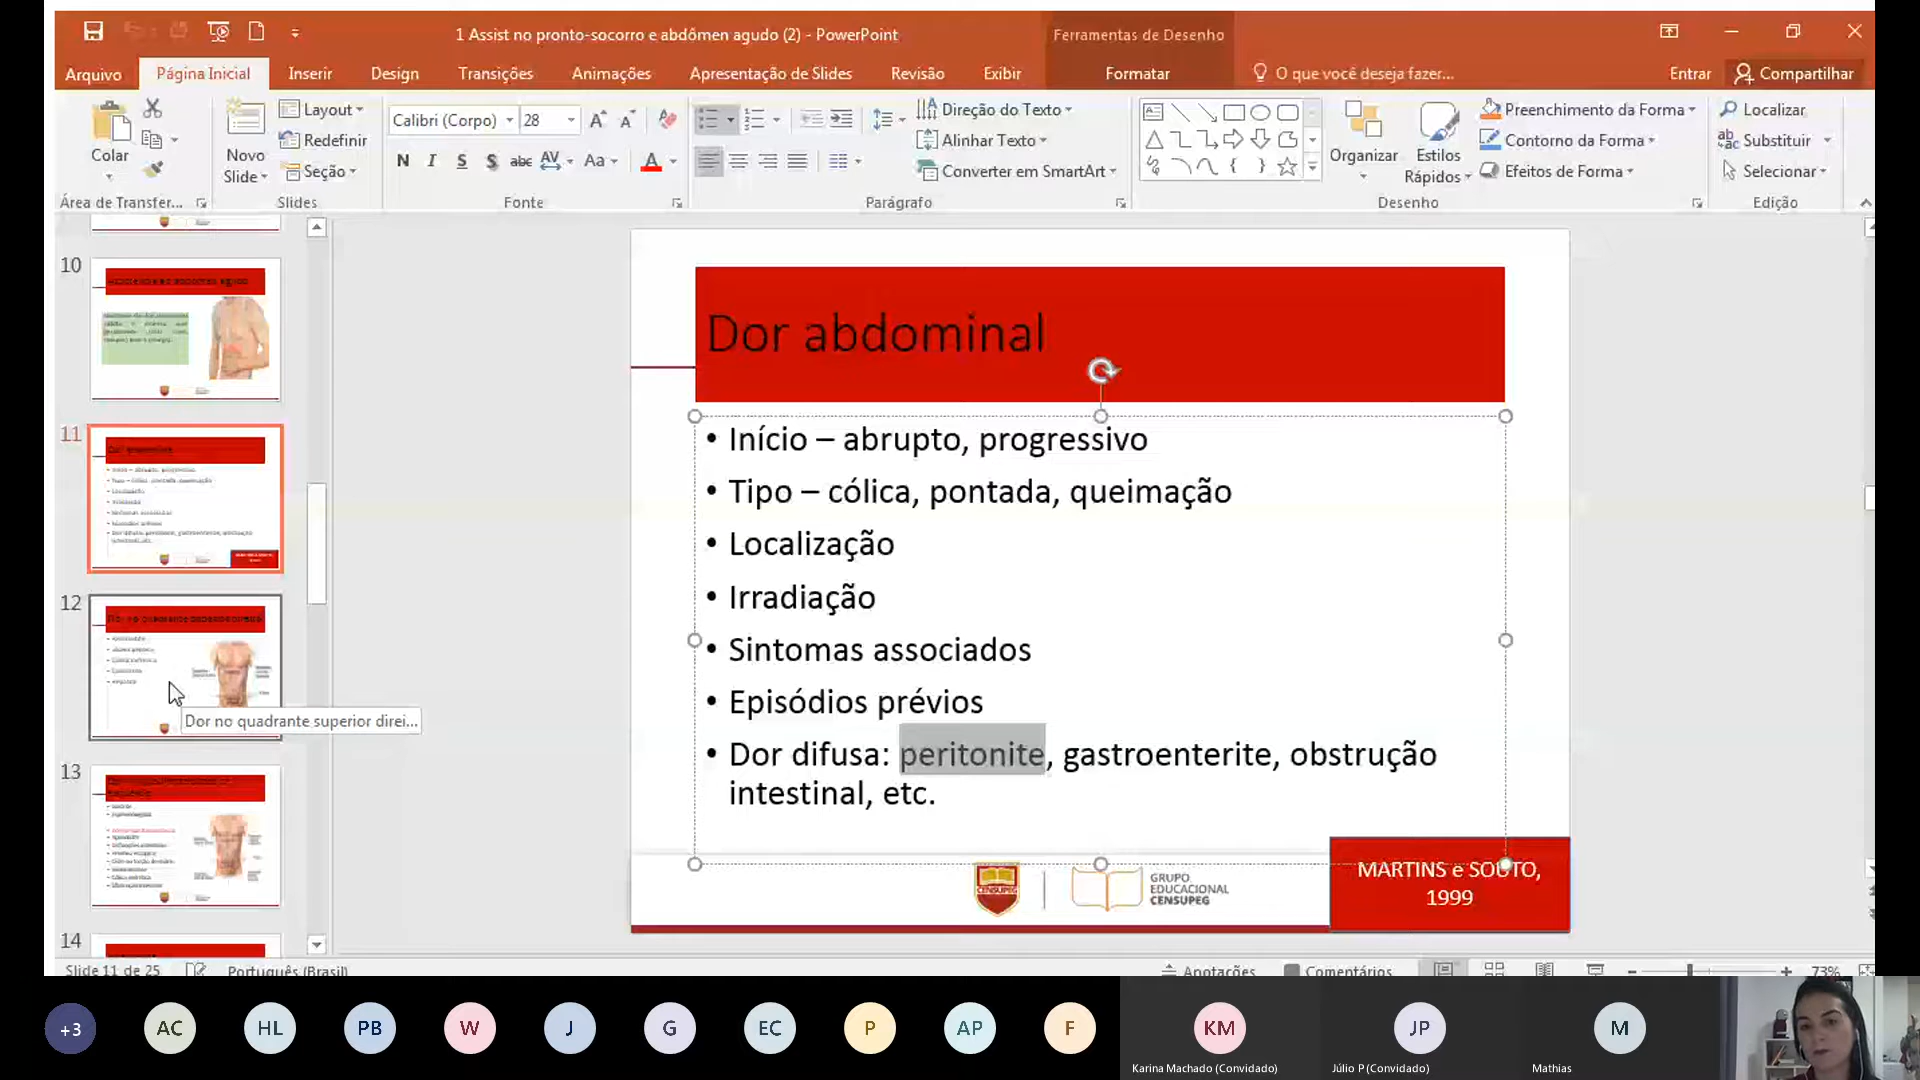 1 Assist no pronto-socorro e abdômen agudo (2) - PowerPoint
Ferramentas de Desenho
Arquivo
Página Inicial
Inserir
Design
Transições
Animações
Apresentação de Slides
Revisão
Exibir
Formatar
O que você deseja fazer...
Entrar
Compartilhar
Colar
Novo Slide
Layout
Redefinir
Seção
Calibri (Corpo)
28
N I S S abc AV Aa A
Direção do Texto
Alinhar Texto
Converter em SmartArt
Organizar
Estilos Rápidos
Preenchimento da Forma
Contorno da Forma
Efeitos de Forma
Localizar
Substituir
Selecionar
Área de Transfer...
Slides
Fonte
Parágrafo
Desenho
Edição
10
11
12
13
14
Dor no quadrante superior direi...
Dor abdominal
• Início – abrupto, progressivo
• Tipo – cólica, pontada, queimação
• Localização
• Irradiação
• Sintomas associados
• Episódios prévios
• Dor difusa: peritonite, gastroenterite, obstrução
intestinal, etc.
CENSUPEG
GRUPO
EDUCACIONAL
CENSUPEG
MARTINS e SOUTO,
1999
Slide 11 de 25
Português (Brasil)
Anotações
Comentários
73%
+3
AC
HL
PB
W
J
G
EC
P
AP
F
KM
JP
M
Karina Machado (Convidado)
Júlio P (Convidado)
Mathias